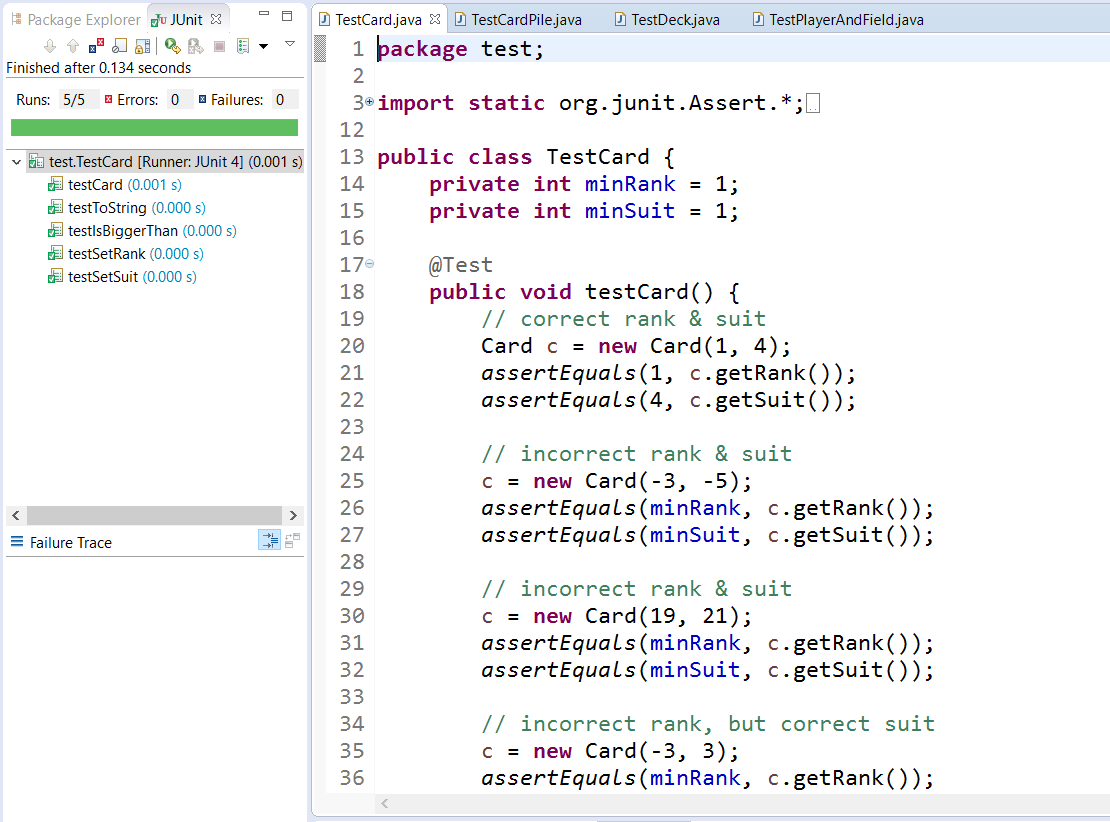 Package Explorer JUnit
Finished after 0.134 seconds
Runs: 5/5 Errors: 0 Failures: 0
test.TestCard [Runner: JUnit 4] (0.001 s)
testCard (0.001 s)
testToString (0.000 s)
testIsBiggerThan (0.000 s)
testSetRank (0.000 s)
testSetSuit (0.000 s)
Failure Trace
TestCard.java TestCardPile.java TestDeck.java TestPlayerAndField.java
1 package test;
2
3 import static org.junit.Assert.*;
12
13 public class TestCard {
14 private int minRank = 1;
15 private int minSuit = 1;
16
17 @Test
18 public void testCard() {
19 // correct rank & suit
20 Card c = new Card(1, 4);
21 assertEquals(1, c.getRank());
22 assertEquals(4, c.getSuit());
23
24 // incorrect rank & suit
25 c = new Card(-3, -5);
26 assertEquals(minRank, c.getRank());
27 assertEquals(minSuit, c.getSuit());
28
29 // incorrect rank & suit
30 c = new Card(19, 21);
31 assertEquals(minRank, c.getRank());
32 assertEquals(minSuit, c.getSuit());
33
34 // incorrect rank, but correct suit
35 c = new Card(-3, 3);
36 assertEquals(minRank, c.getRank());